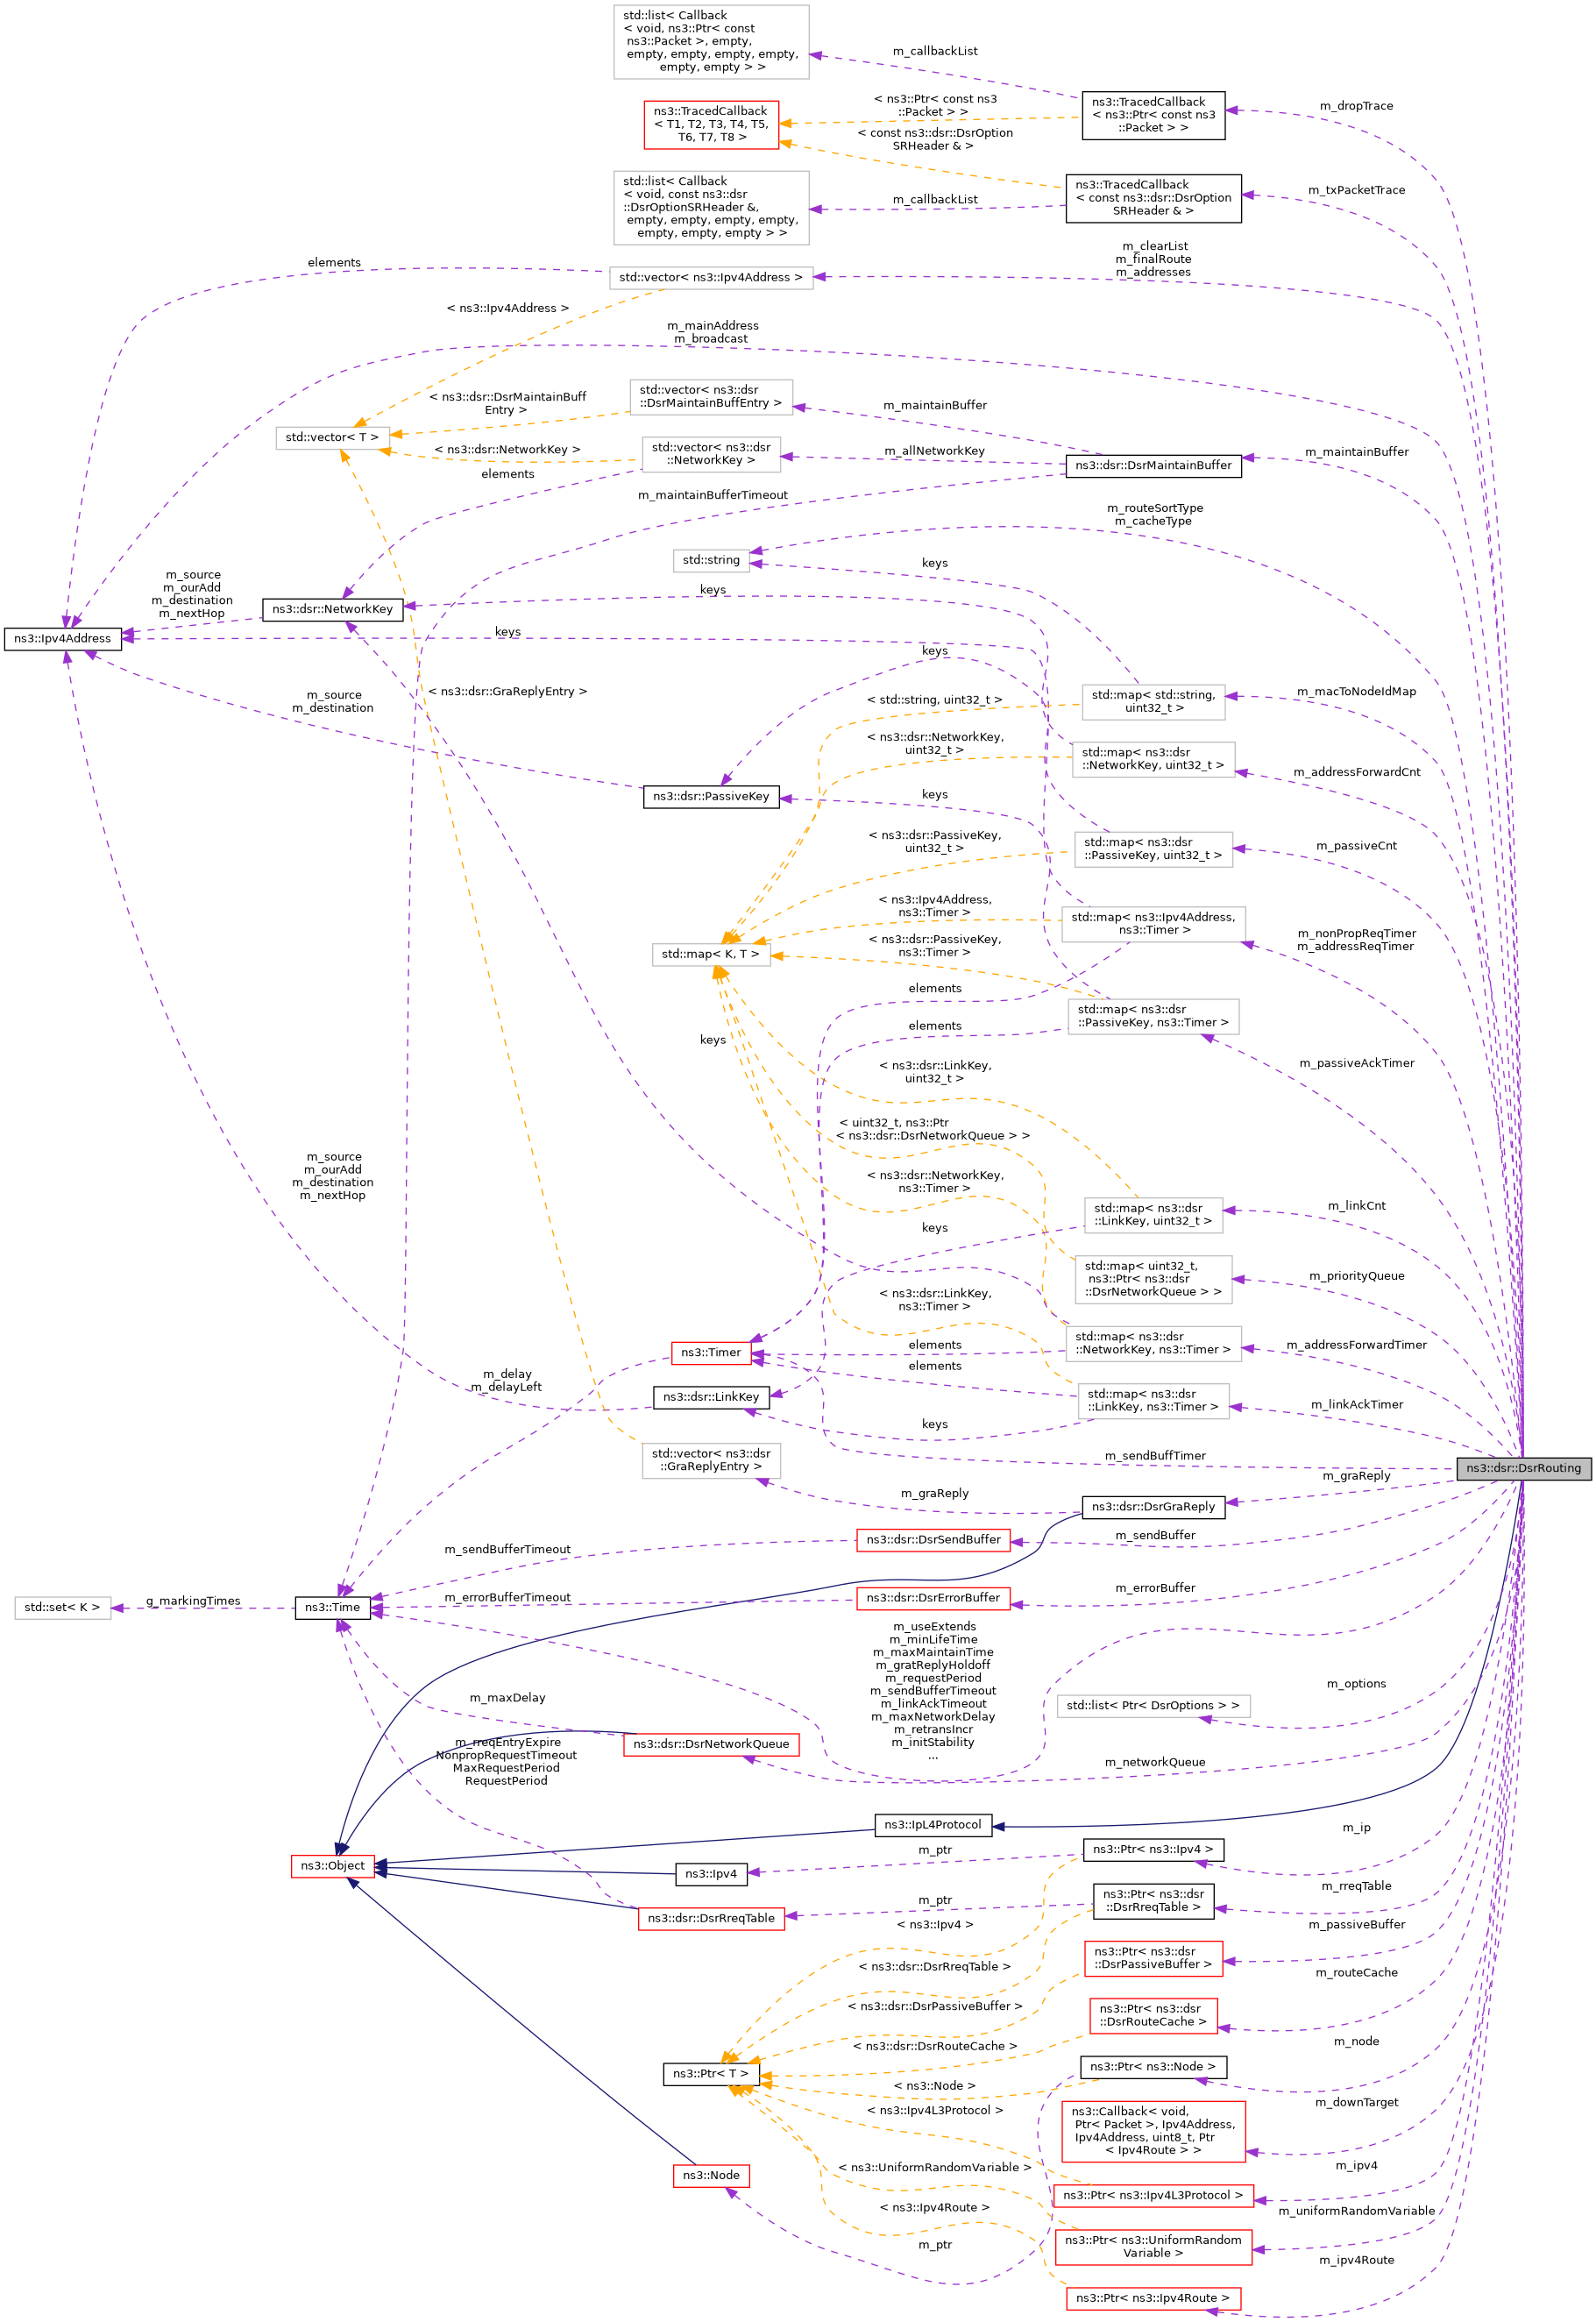 std::list< Callback
< void, ns3::Ptr< const
ns3::Packet >, empty,
empty, empty, empty, empty,
empty, empty > >
m_callbackList
ns3::TracedCallback
< T1, T2, T3, T4, T5,
T6, T7, T8 >
< ns3::Ptr< const ns3
::Packet > >
ns3::TracedCallback
< ns3::Ptr< const ns3
::Packet > >
m_dropTrace
< const ns3::dsr::DsrOption
SRHeader & >
std::list< Callback
< void, const ns3::dsr
::DsrOptionSRHeader &,
empty, empty, empty, empty,
empty, empty, empty > >
m_callbackList
ns3::TracedCallback
< const ns3::dsr::DsrOption
SRHeader & >
m_txPacketTrace
elements
std::vector< ns3::Ipv4Address >
m_clearList
m_finalRoute
m_addresses
< ns3::Ipv4Address >
m_mainAddress
m_broadcast
< ns3::dsr::DsrMaintainBuff
Entry >
std::vector< ns3::dsr
::DsrMaintainBuffEntry >
m_maintainBuffer
std::vector< T >
< ns3::dsr::NetworkKey >
std::vector< ns3::dsr
::NetworkKey >
m_allNetworkKey
ns3::dsr::DsrMaintainBuffer
m_maintainBuffer
elements
m_maintainBufferTimeout
m_routeSortType
m_cacheType
std::string
keys
m_source
m_ourAdd
m_destination
m_nextHop
ns3::dsr::NetworkKey
keys
ns3::Ipv4Address
keys
keys
m_source
m_destination
< ns3::dsr::GraReplyEntry >
< std::string, uint32_t >
std::map< std::string,
uint32_t >
m_macToNodeIdMap
< ns3::dsr::NetworkKey,
uint32_t >
std::map< ns3::dsr
::NetworkKey, uint32_t >
m_addressForwardCnt
ns3::dsr::PassiveKey
keys
< ns3::dsr::PassiveKey,
uint32_t >
std::map< ns3::dsr
::PassiveKey, uint32_t >
m_passiveCnt
< ns3::Ipv4Address,
ns3::Timer >
std::map< ns3::Ipv4Address,
ns3::Timer >
m_nonPropReqTimer
m_addressReqTimer
std::map< K, T >
< ns3::dsr::PassiveKey,
ns3::Timer >
elements
std::map< ns3::dsr
::PassiveKey, ns3::Timer >
keys
elements
m_passiveAckTimer
< ns3::dsr::LinkKey,
uint32_t >
< uint32_t, ns3::Ptr
< ns3::dsr::DsrNetworkQueue > >
m_source
m_ourAdd
m_destination
m_nextHop
< ns3::dsr::NetworkKey,
ns3::Timer >
std::map< ns3::dsr
::LinkKey, uint32_t >
m_linkCnt
keys
std::map< uint32_t,
ns3::Ptr< ns3::dsr
::DsrNetworkQueue > >
m_priorityQueue
< ns3::dsr::LinkKey,
ns3::Timer >
ns3::Timer
elements
std::map< ns3::dsr
::NetworkKey, ns3::Timer >
m_addressForwardTimer
elements
m_delay
m_delayLeft
ns3::dsr::LinkKey
std::map< ns3::dsr
::LinkKey, ns3::Timer >
m_linkAckTimer
keys
std::vector< ns3::dsr
::GraReplyEntry >
m_sendBuffTimer
ns3::dsr::DsrRouting
m_graReply
ns3::dsr::DsrGraReply
m_graReply
m_sendBufferTimeout
ns3::dsr::DsrSendBuffer
m_sendBuffer
std::set< K >
g_markingTimes
ns3::Time
m_errorBufferTimeout
ns3::dsr::DsrErrorBuffer
m_errorBuffer
m_useExtends
m_minLifeTime
m_maxMaintainTime
m_gratReplyHoldoff
m_requestPeriod
m_sendBufferTimeout
m_linkAckTimeout
m_maxNetworkDelay
m_retransIncr
m_initStability
...
m_maxDelay
std::list< Ptr< DsrOptions > >
m_options
ns3::dsr::DsrNetworkQueue
m_rreqEntryExpire
NonpropRequestTimeout
MaxRequestPeriod
RequestPeriod
m_networkQueue
ns3::IpL4Protocol
ns3::Object
ns3::Ipv4
m_ptr
ns3::Ptr< ns3::Ipv4 >
m_ip
ns3::dsr::DsrRreqTable
m_ptr
ns3::Ptr< ns3::dsr
::DsrRreqTable >
m_rreqTable
< ns3::Ipv4 >
m_passiveBuffer
< ns3::dsr::DsrRreqTable >
ns3::Ptr< ns3::dsr
::DsrPassiveBuffer >
m_routeCache
< ns3::dsr::DsrPassiveBuffer >
ns3::Ptr< ns3::dsr
::DsrRouteCache >
m_node
< ns3::dsr::DsrRouteCache >
ns3::Ptr< T >
ns3::Ptr< ns3::Node >
< ns3::Node >
m_downTarget
< ns3::Ipv4L3Protocol >
ns3::Callback< void,
Ptr< Packet >, Ipv4Address,
Ipv4Address, uint8_t, Ptr
< Ipv4Route > >
m_ipv4
ns3::Node
< ns3::UniformRandomVariable >
ns3::Ptr< ns3::Ipv4L3Protocol >
< ns3::Ipv4Route >
m_uniformRandomVariable
m_ptr
ns3::Ptr< ns3::UniformRandom
Variable >
m_ipv4Route
ns3::Ptr< ns3::Ipv4Route >